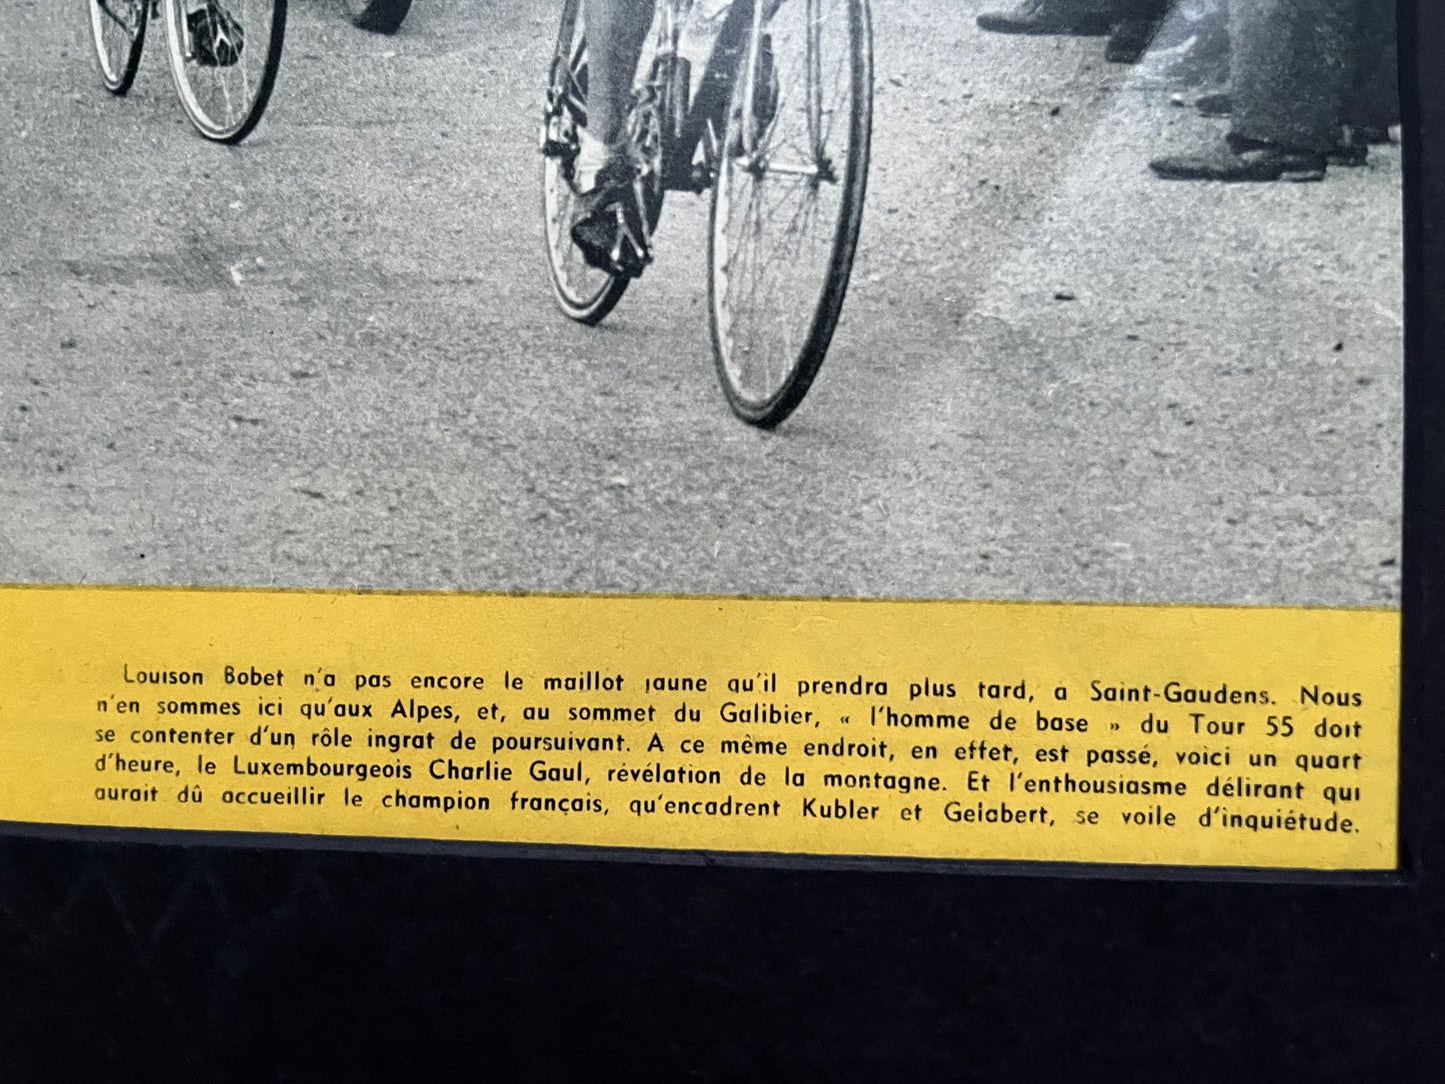 Louison Bobet n'a pas encore le maillot jaune qu'il prendra plus tard, a Saint-Gaudens. Nous
n'en sommes ici qu'aux Alpes, et, au sommet du Galibier, « l'homme de base » du Tour 55 doit
se contenter d'un rôle ingrat de poursuivant. A ce même endroit, en effet, est passé, voici un quart
d'heure, le Luxembourgeois Charlie Gaul, révélation de la montagne. Et l'enthousiasme délirant qui
aurait dû accueillir le champion français, qu'encadrent Kubler et Geiabert, se voile d'inquiétude.